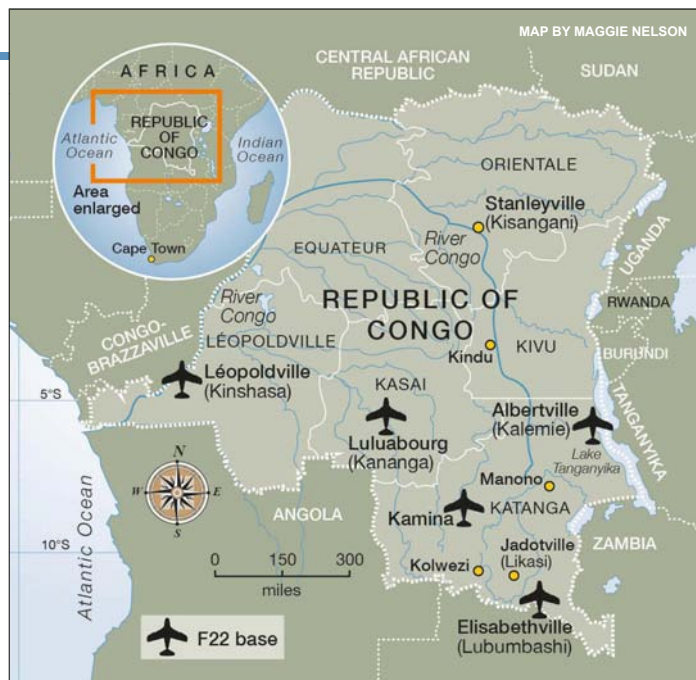 MAP BY MAGGIE NELSON
AFRICA
REPUBLIC
OF
CONGO
Atlantic
Ocean
Indian
Ocean
Area
enlarged
Cape Town
CENTRAL AFRICAN
REPUBLIC
SUDAN
ORIENTALE
Stanleyville
(Kisangani)
River
Congo
EQUATEUR
UGANDA
River
Congo
REPUBLIC OF
CONGO
RWANDA
CONGO-
BRAZZAVILLE
LÉOPOLDVILLE
Kindu
KIVU
BURUNDI
Léopoldville
(Kinshasa)
KASAI
5°S
Luluabourg
(Kananga)
Albertville
(Kalemie)
TANGANYIKA
Lake
Tanganyika
N
W
E
S
Manono
ANGOLA
Kamina
KATANGA
Atlantic Ocean
10°S
0
150
300
miles
Kolwezi
Jadotville
(Likasi)
ZAMBIA
F22 base
Elisabethville
(Lubumbashi)